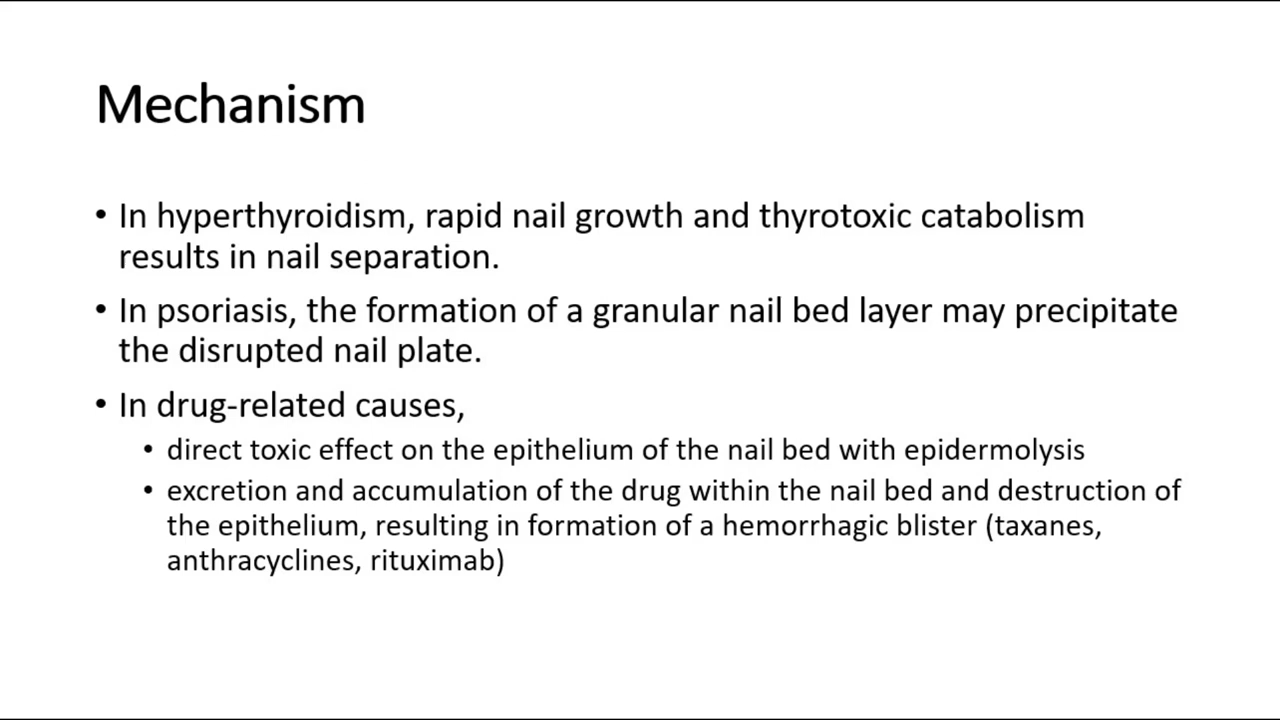 Mechanism
• In hyperthyroidism, rapid nail growth and thyrotoxic catabolism
results in nail separation.
• In psoriasis, the formation of a granular nail bed layer may precipitate
the disrupted nail plate.
• In drug-related causes,
• direct toxic effect on the epithelium of the nail bed with epidermolysis
• excretion and accumulation of the drug within the nail bed and destruction of
the epithelium, resulting in formation of a hemorrhagic blister (taxanes,
anthracyclines, rituximab)